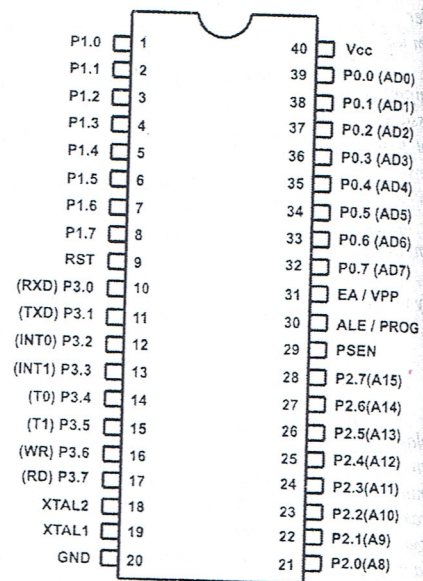 P1.0 1 40 Vcc
P1.1 2 39 P0.0 (AD0)
P1.2 3 38 P0.1 (AD1)
P1.3 4 37 P0.2 (AD2)
P1.4 5 36 P0.3 (AD3)
P1.5 6 35 P0.4 (AD4)
P1.6 7 34 P0.5 (AD5)
P1.7 8 33 P0.6 (AD6)
RST 9 32 P0.7 (AD7)
(RXD) P3.0 10 31 EA / VPP
(TXD) P3.1 11 30 ALE / PROG
(INT0) P3.2 12 29 PSEN
(INT1) P3.3 13 28 P2.7(A15)
(T0) P3.4 14 27 P2.6(A14)
(T1) P3.5 15 26 P2.5(A13)
(WR) P3.6 16 25 P2.4(A12)
(RD) P3.7 17 24 P2.3(A11)
XTAL2 18 23 P2.2(A10)
XTAL1 19 22 P2.1(A9)
GND 20 21 P2.0(A8)